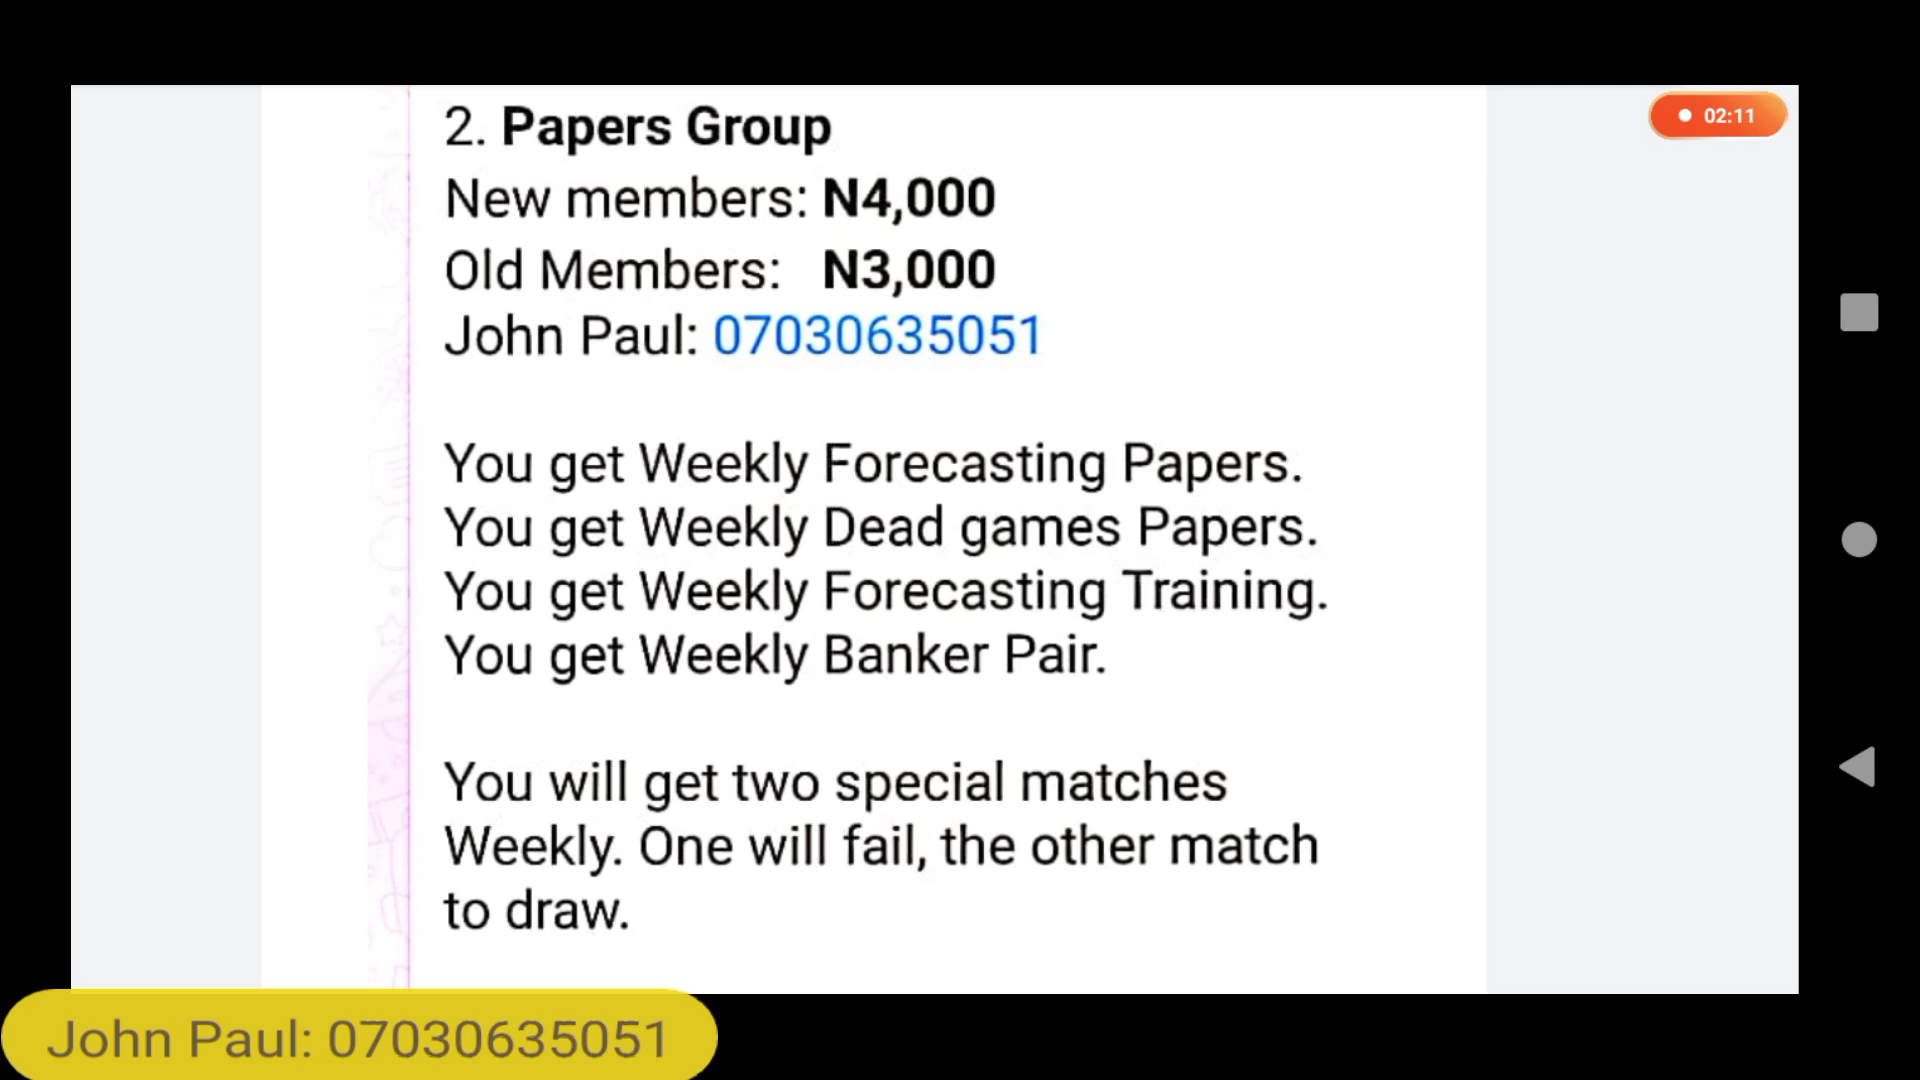 02:11
2. Papers Group
New members: N4,000
Old Members: N3,000
John Paul: 07030635051
You get Weekly Forecasting Papers.
You get Weekly Dead games Papers.
You get Weekly Forecasting Training.
You get Weekly Banker Pair.
You will get two special matches
Weekly. One will fail, the other match
to draw.
John Paul: 07030635051